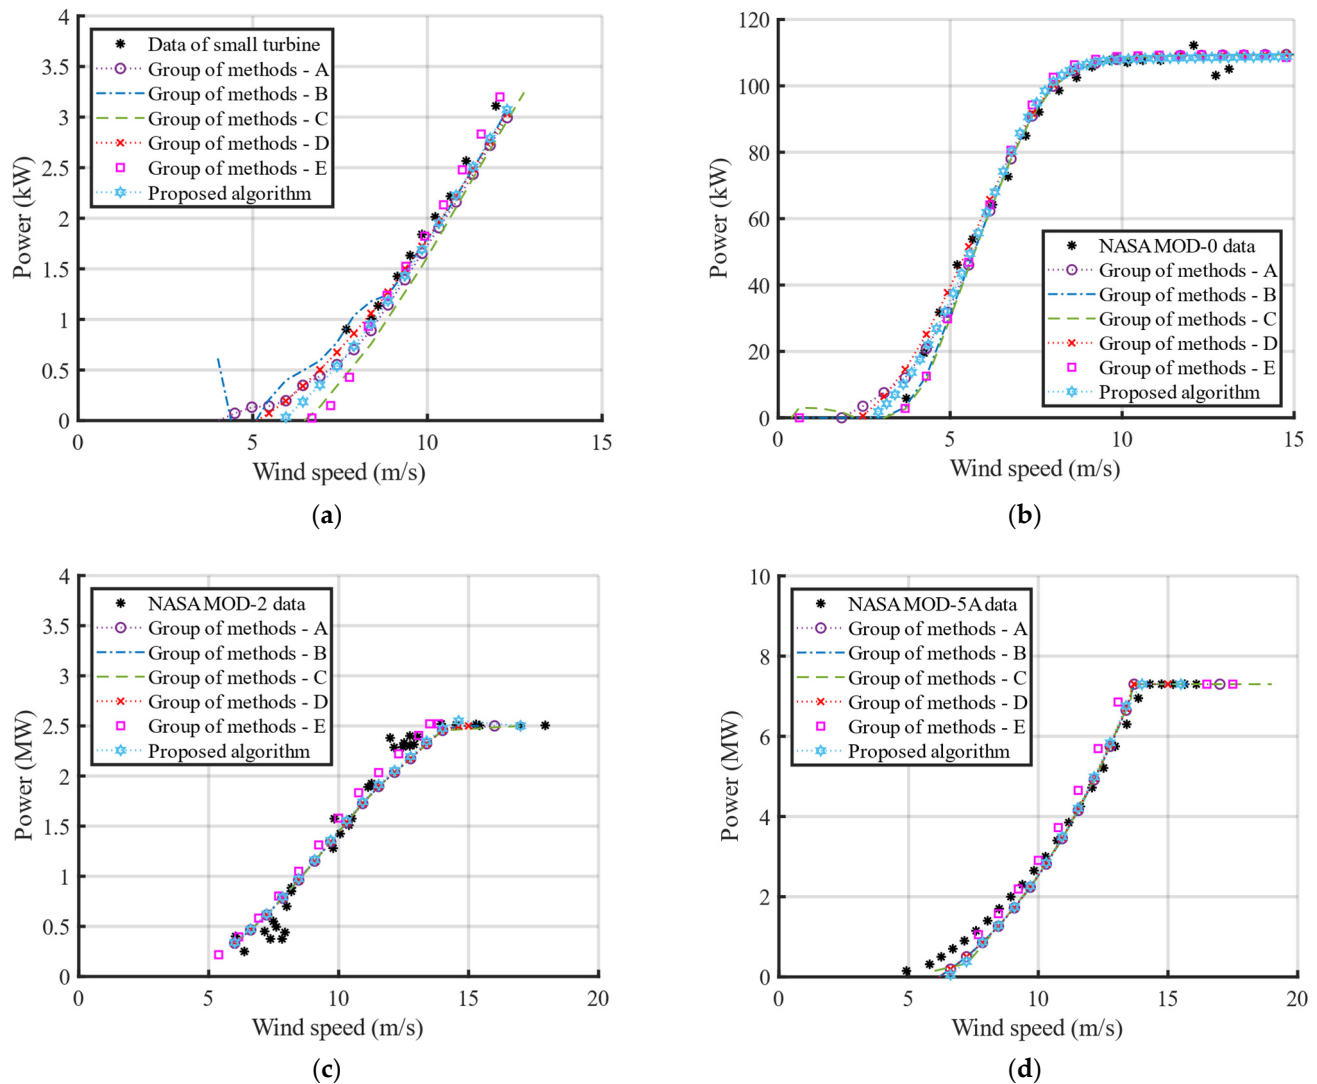 4
3.5
3
2.5
2
1.5
1
0.5
0
Power (kW)
Data of small turbine
Group of methods - A
Group of methods - B
Group of methods - C
Group of methods - D
Group of methods - E
Proposed algorithm
0
5
10
15
Wind speed (m/s)
(a)
120
100
80
60
40
20
0
Power (kW)
NASA MOD-0 data
Group of methods - A
Group of methods - B
Group of methods - C
Group of methods - D
Group of methods - E
Proposed algorithm
0
5
10
15
Wind speed (m/s)
(b)
4
3.5
3
2.5
2
1.5
1
0.5
0
Power (MW)
NASA MOD-2 data
Group of methods - A
Group of methods - B
Group of methods - C
Group of methods - D
Group of methods - E
Proposed algorithm
0
5
10
15
20
Wind speed (m/s)
(c)
10
8
6
4
2
0
Power (MW)
NASA MOD-5A data
Group of methods - A
Group of methods - B
Group of methods - C
Group of methods - D
Group of methods - E
Proposed algorithm
0
5
10
15
20
Wind speed (m/s)
(d)